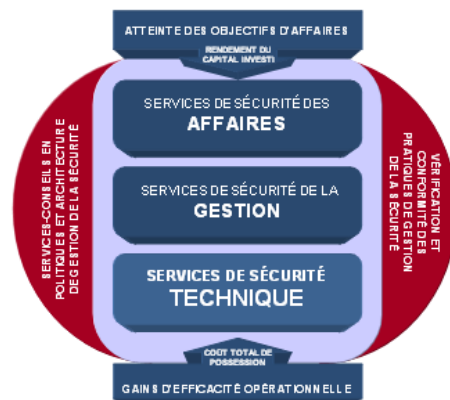 ATTEINTE DES OBJECTIFS D'AFFAIRES
RENDEMENT DU
CAPITAL INVESTI
SERVICES-CONSEILS EN
POLITIQUES ET ARCHITECTURE
DE GESTION DE LA SÉCURITÉ
SERVICES DE SÉCURITÉ DES
AFFAIRES
SERVICES DE SÉCURITÉ DE LA
GESTION
SERVICES DE SÉCURITÉ
TECHNIQUE
VÉRIFICATION ET
CONFORMITÉ DES
PRATIQUES DE GESTION
DE LA SÉCURITÉ
COÛT TOTAL DE
POSSESSION
GAINS D'EFFICACITÉ OPÉRATIONNELLE